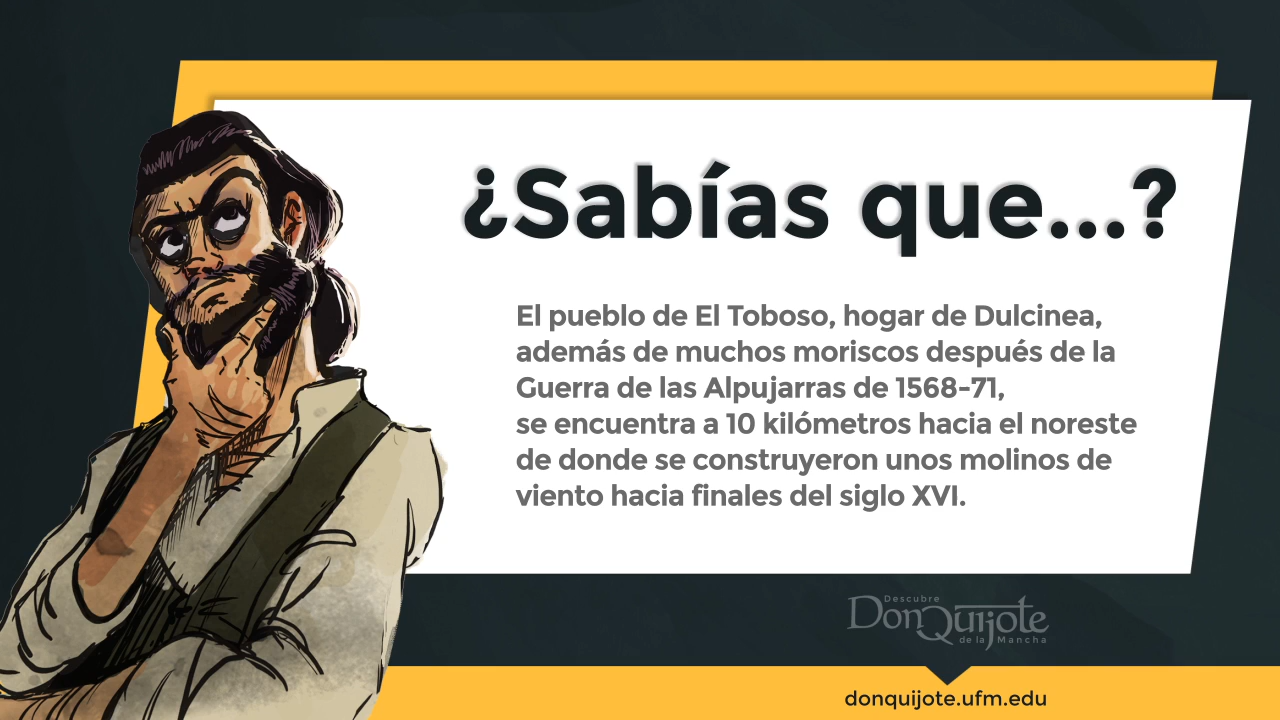 ¿Sabías que...?
El pueblo de El Toboso, hogar de Dulcinea,
además de muchos moriscos después de la
Guerra de las Alpujarras de 1568-71,
se encuentra a 10 kilómetros hacia el noreste
de donde se construyeron unos molinos de
viento hacia finales del siglo XVI.
Descubre
DonQuijote
de la Mancha
donquijote.ufm.edu